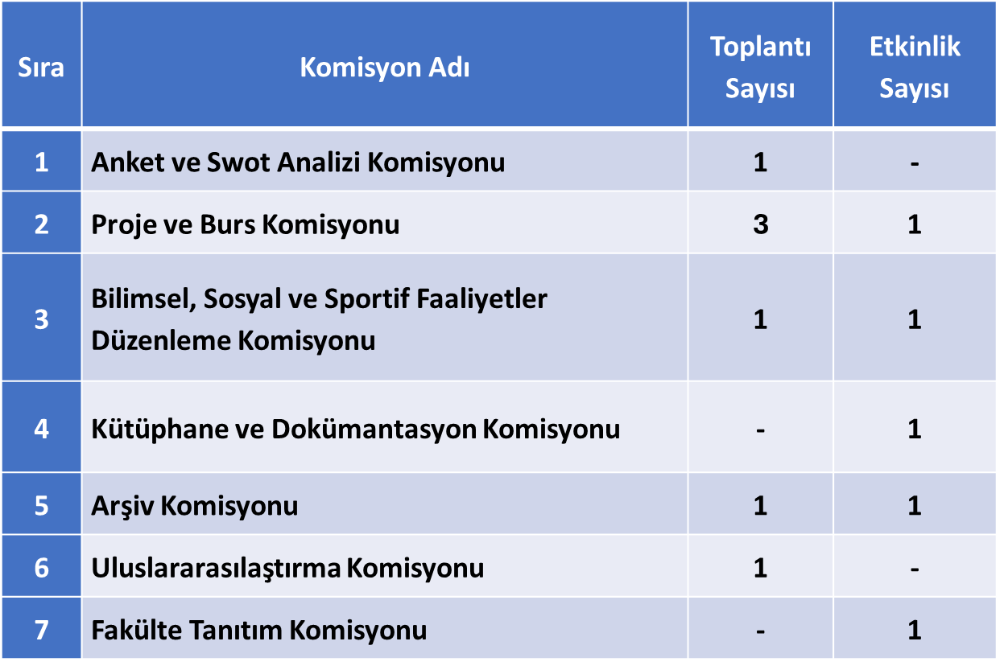 Sıra Komisyon Adı Toplantı Sayısı Etkinlik Sayısı
1 Anket ve Swot Analizi Komisyonu 1 -
2 Proje ve Burs Komisyonu 3 1
3 Bilimsel, Sosyal ve Sportif Faaliyetler
Düzenleme Komisyonu 1 1
4 Kütüphane ve Dokümantasyon Komisyonu - 1
5 Arşiv Komisyonu 1 1
6 Uluslararasılaştırma Komisyonu 1 -
7 Fakülte Tanıtım Komisyonu - 1